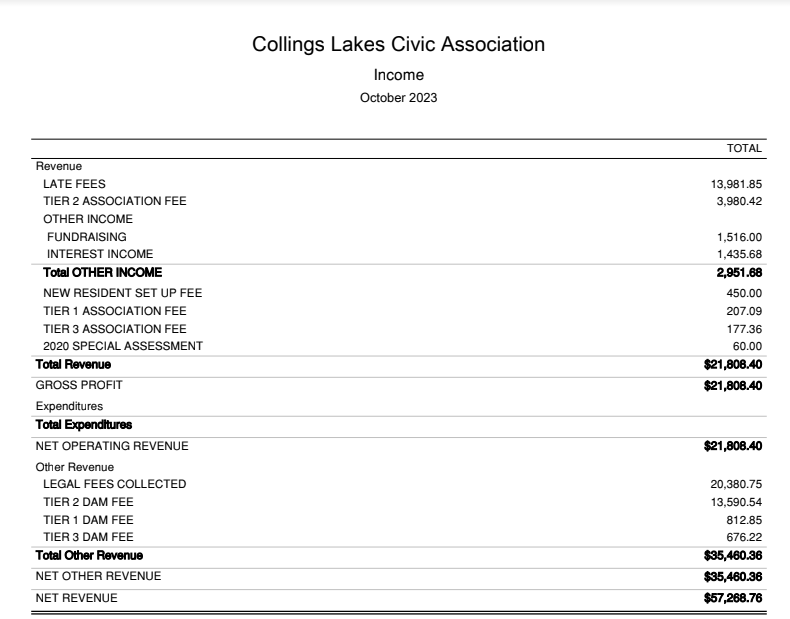 Collings Lakes Civic Association
Income
October 2023
TOTAL
Revenue
LATE FEES 13,981.85
TIER 2 ASSOCIATION FEE 3,980.42
OTHER INCOME
FUNDRAISING 1,516.00
INTEREST INCOME 1,435.68
Total OTHER INCOME 2,951.68
NEW RESIDENT SET UP FEE 450.00
TIER 1 ASSOCIATION FEE 207.09
TIER 3 ASSOCIATION FEE 177.36
2020 SPECIAL ASSESSMENT 60.00
Total Revenue $21,808.40
GROSS PROFIT $21,808.40
Expenditures
Total Expenditures
NET OPERATING REVENUE $21,808.40
Other Revenue
LEGAL FEES COLLECTED 20,380.75
TIER 2 DAM FEE 13,590.54
TIER 1 DAM FEE 812.85
TIER 3 DAM FEE 676.22
Total Other Revenue $35,460.36
NET OTHER REVENUE $35,460.36
NET REVENUE $57,268.76